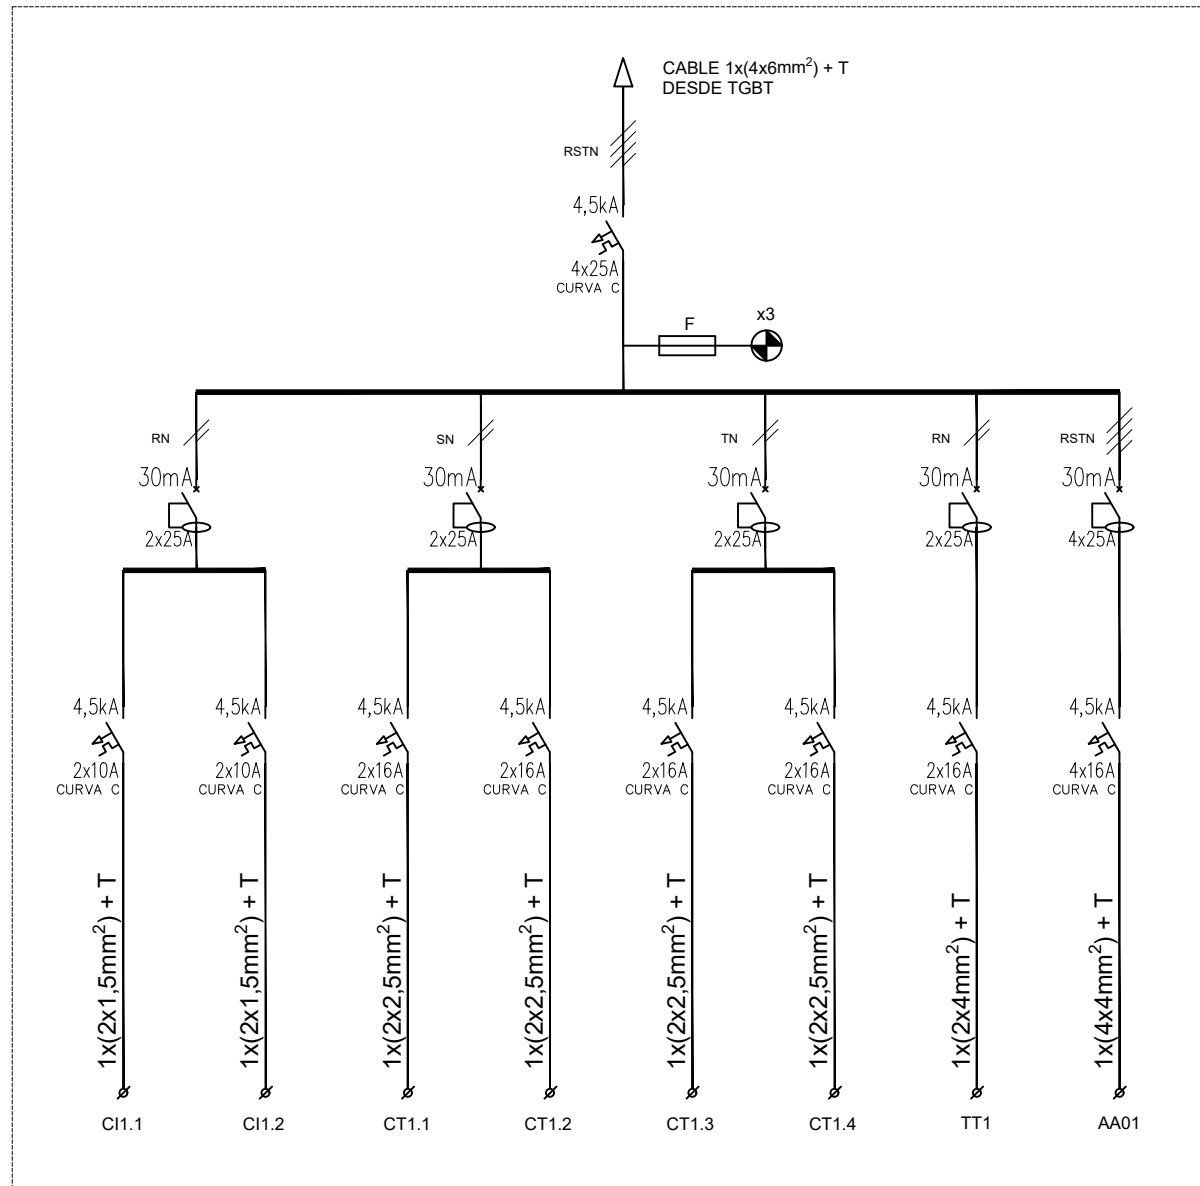 CABLE 1x(4x6mm²) + T
DESDE TGBT
RSTN
4,5kA
4x25A
CURVA C
F
x3
RN
SN
TN
RN
RSTN
30mA
30mA
30mA
30mA
30mA
2x25A
2x25A
2x25A
2x25A
4x25A
4,5kA
4,5kA
4,5kA
4,5kA
4,5kA
4,5kA
4,5kA
4,5kA
2x10A
2x10A
2x16A
2x16A
2x16A
2x16A
2x16A
4x16A
CURVA C
CURVA C
CURVA C
CURVA C
CURVA C
CURVA C
CURVA C
CURVA C
1x(2x1,5mm²) + T
1x(2x1,5mm²) + T
1x(2x2,5mm²) + T
1x(2x2,5mm²) + T
1x(2x2,5mm²) + T
1x(2x2,5mm²) + T
1x(2x4mm²) + T
1x(4x4mm²) + T
CI1.1
CI1.2
CT1.1
CT1.2
CT1.3
CT1.4
TT1
AA01